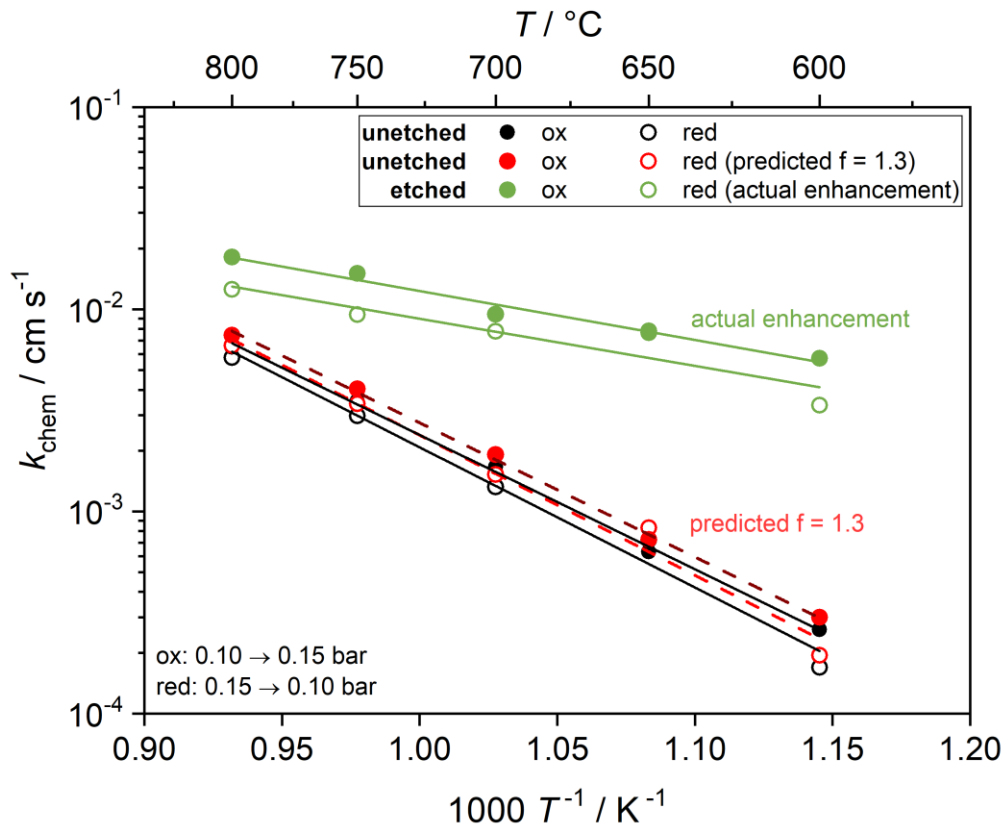 T / °C
800 750 700 650 600
10⁻¹
unetched ox red
unetched ox red (predicted f = 1.3)
etched ox red (actual enhancement)
10⁻²
actual enhancement
k_chem / cm s⁻¹
10⁻³
predicted f = 1.3
ox: 0.10 → 0.15 bar
red: 0.15 → 0.10 bar
10⁻⁴
0.90 0.95 1.00 1.05 1.10 1.15 1.20
1000 T⁻¹ / K⁻¹